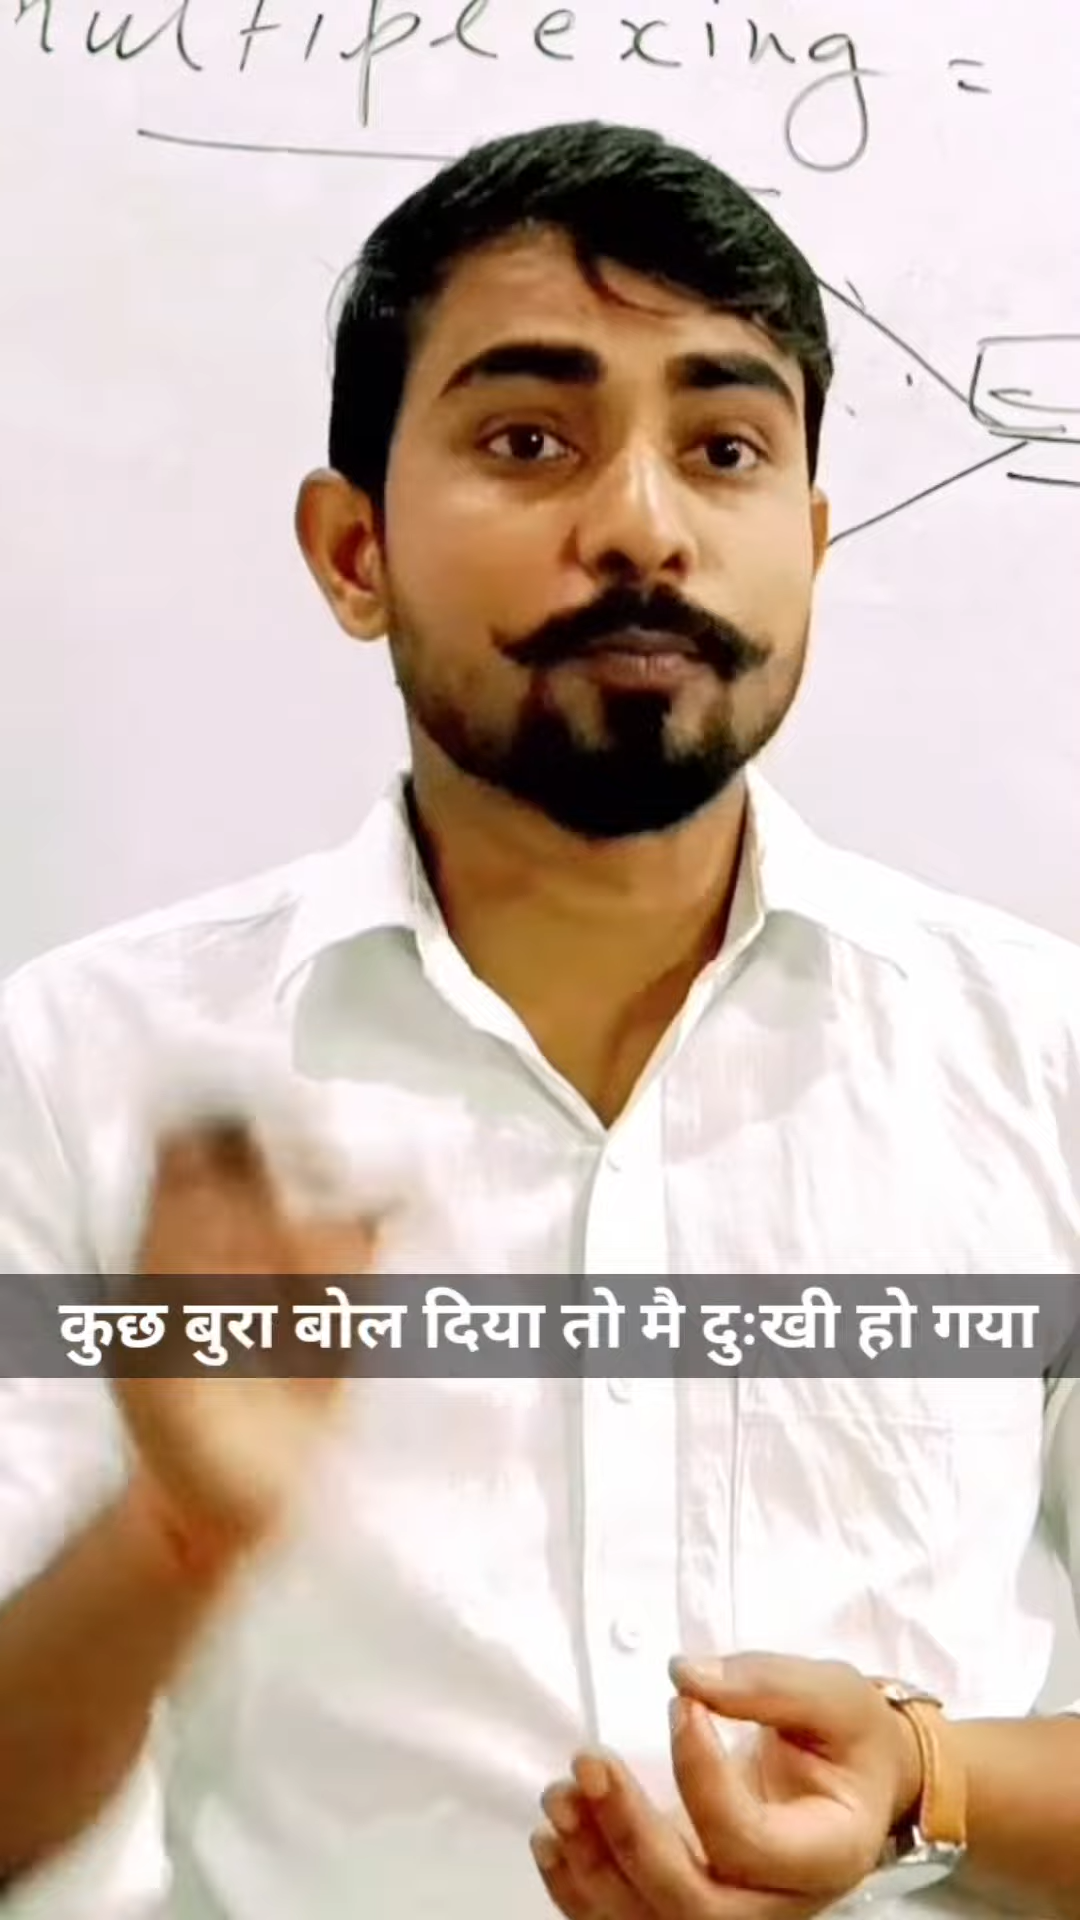 multiplexing =
कुछ बुरा बोल दिया तो मै दुःखी हो गया